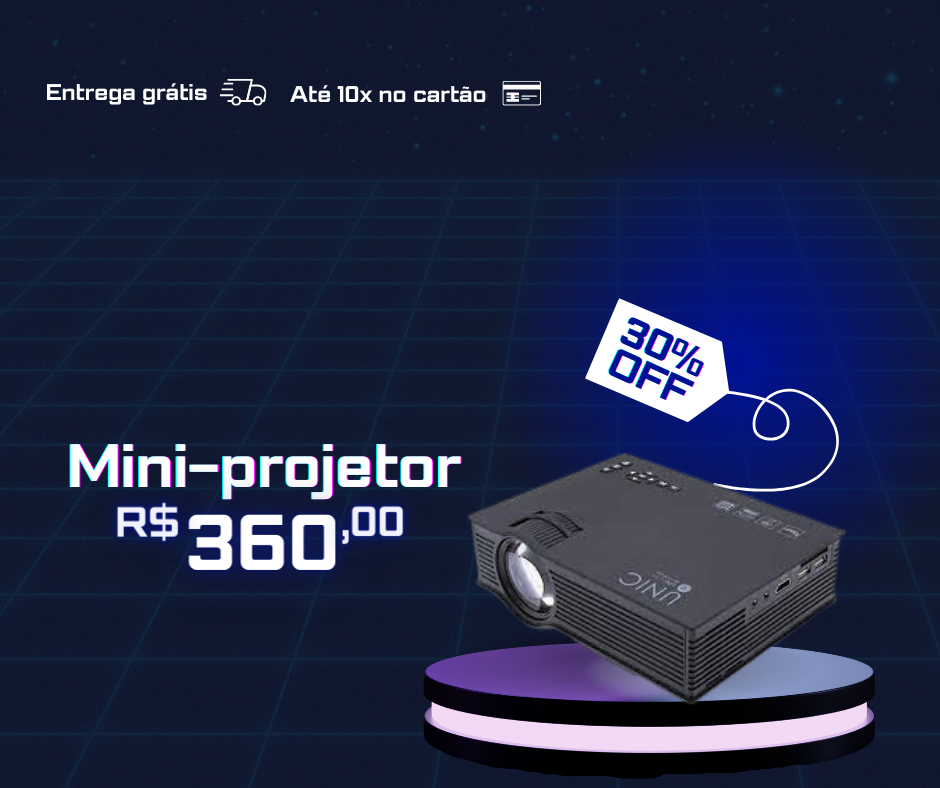 Entrega grátis
Até 10x no cartão
30%
OFF
Mini-projetor
R$ 360,00
UNIC